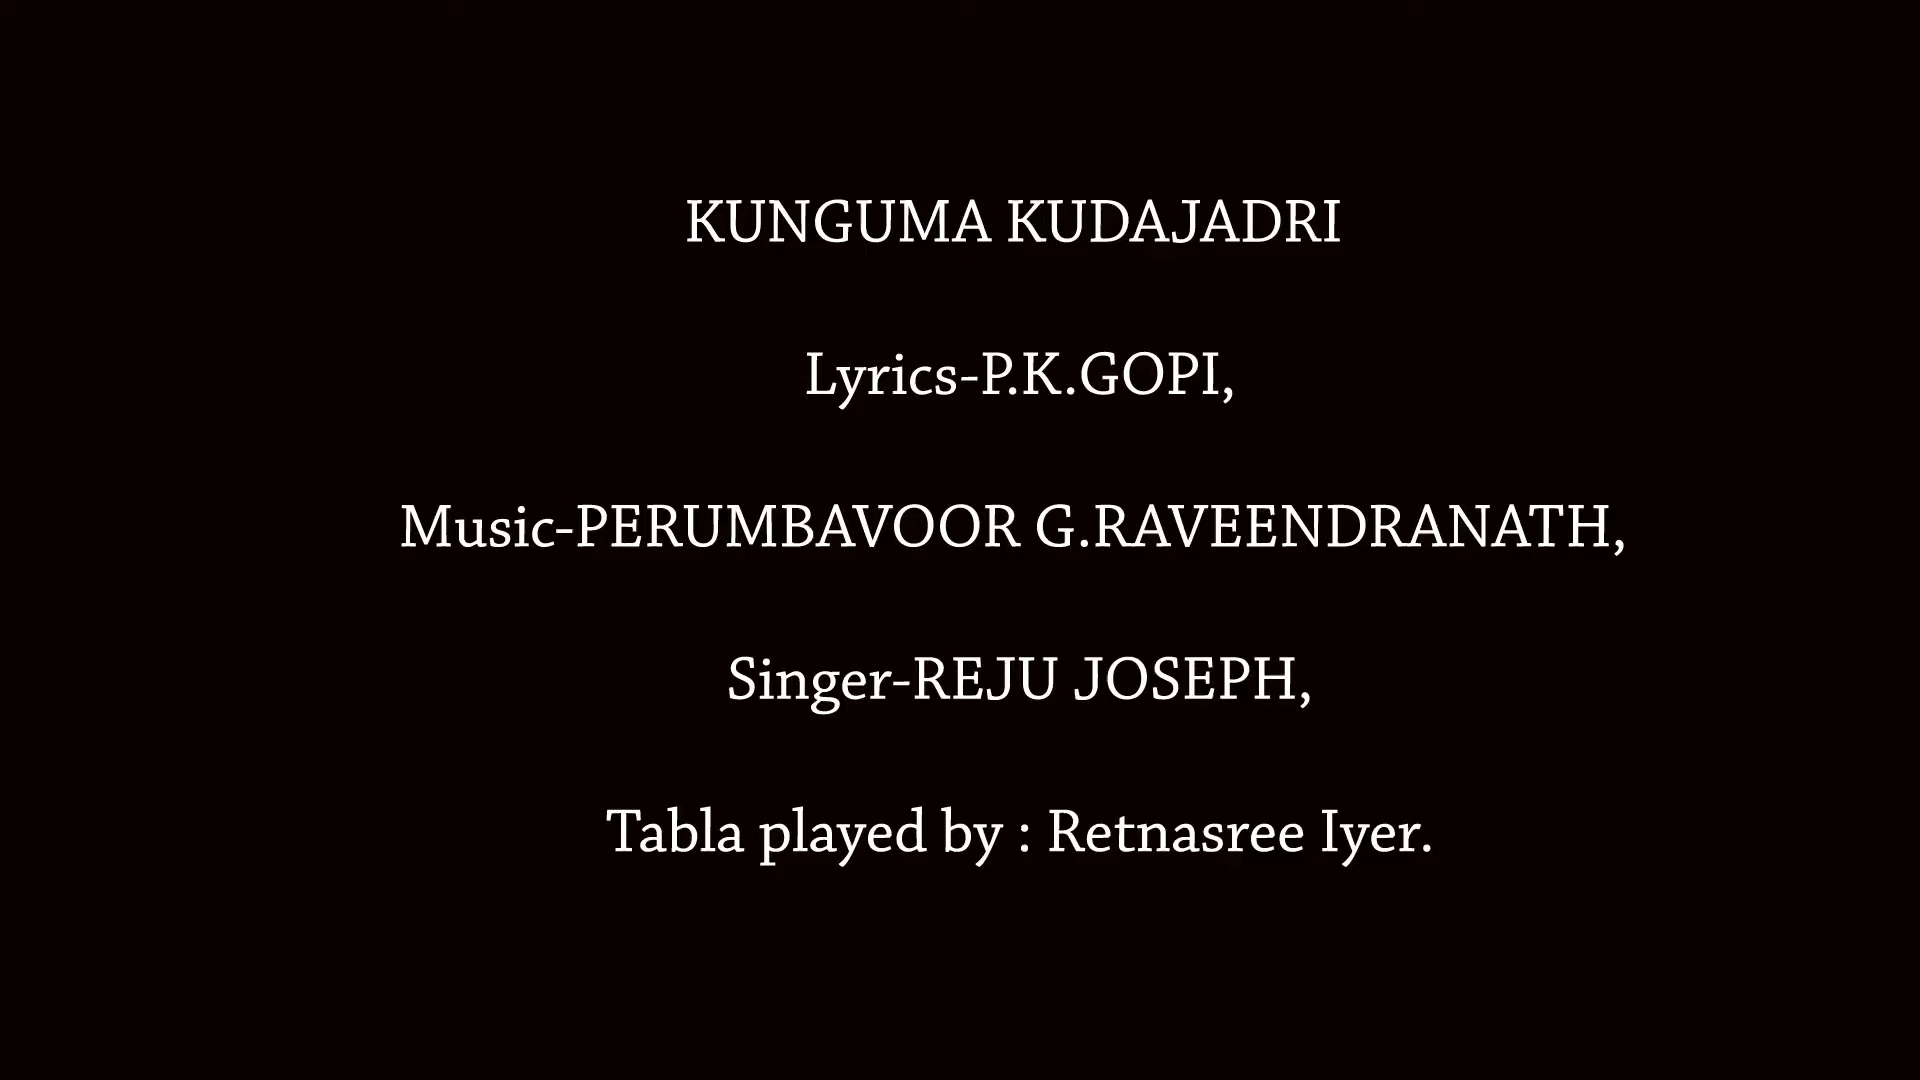 KUNGUMA KUDAJADRI
Lyrics-P.K.GOPI,
Music-PERUMBAVOOR G.RAVEENDRANATH,
Singer-REJU JOSEPH,
Tabla played by : Retnasree Iyer.